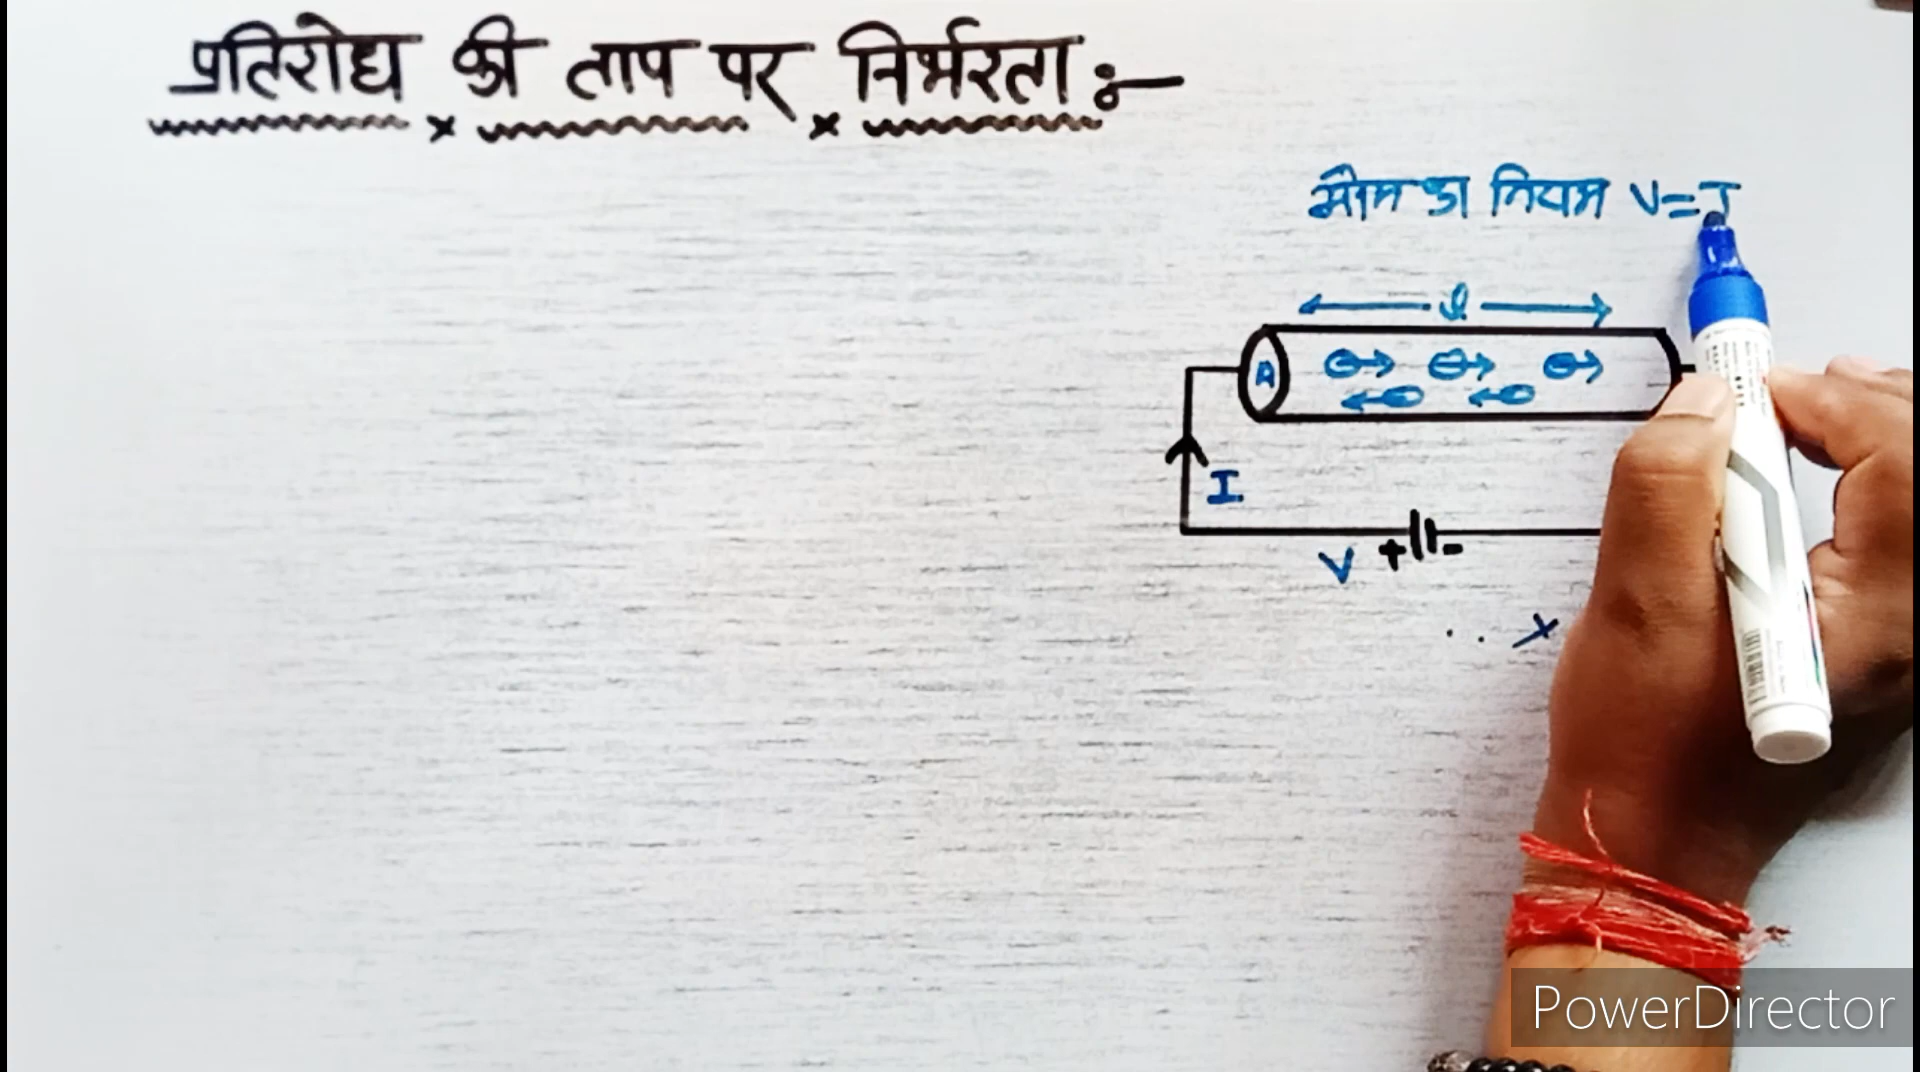 प्रतिरोध की ताप पर निर्भरता :-
ओम का नियम V=I
l
A
I
V + -
PowerDirector